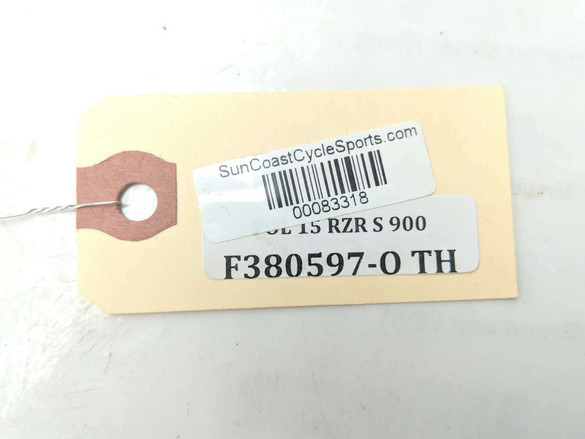 SunCoastCycleSports.com
00083318
15 RZR S 900
F380597-O TH